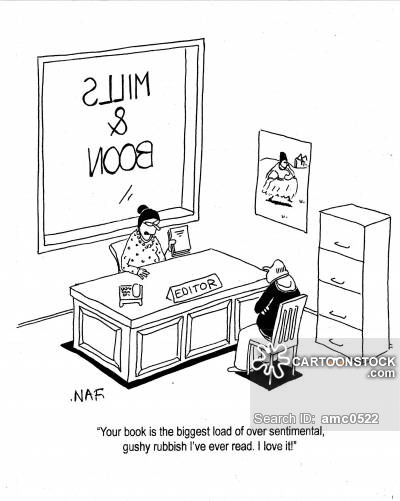 MILLS
&
BOON
EDITOR
NAF.
CARTOONSTOCK
.com
Search ID: amc0522
"Your book is the biggest load of over sentimental,
gushy rubbish I've ever read. I love it!"